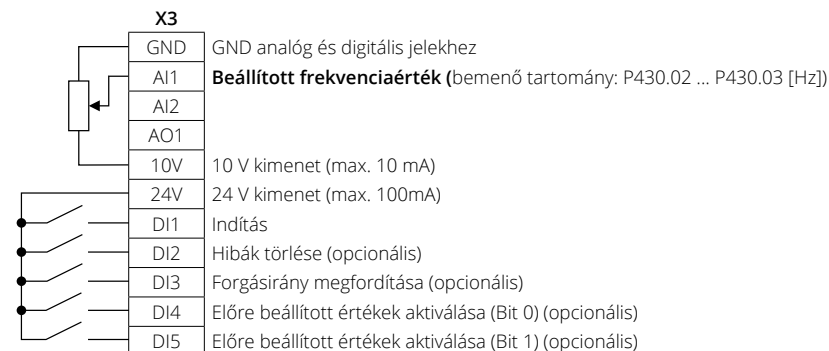 X3
GND GND analóg és digitális jelekhez
AI1 Beállított frekvenciaérték (bemenő tartomány: P430.02 ... P430.03 [Hz])
AI2
AO1
10V 10 V kimenet (max. 10 mA)
24V 24 V kimenet (max. 100mA)
DI1 Indítás
DI2 Hibák törlése (opcionális)
DI3 Forgásirány megfordítása (opcionális)
DI4 Előre beállított értékek aktiválása (Bit 0) (opcionális)
DI5 Előre beállított értékek aktiválása (Bit 1) (opcionális)